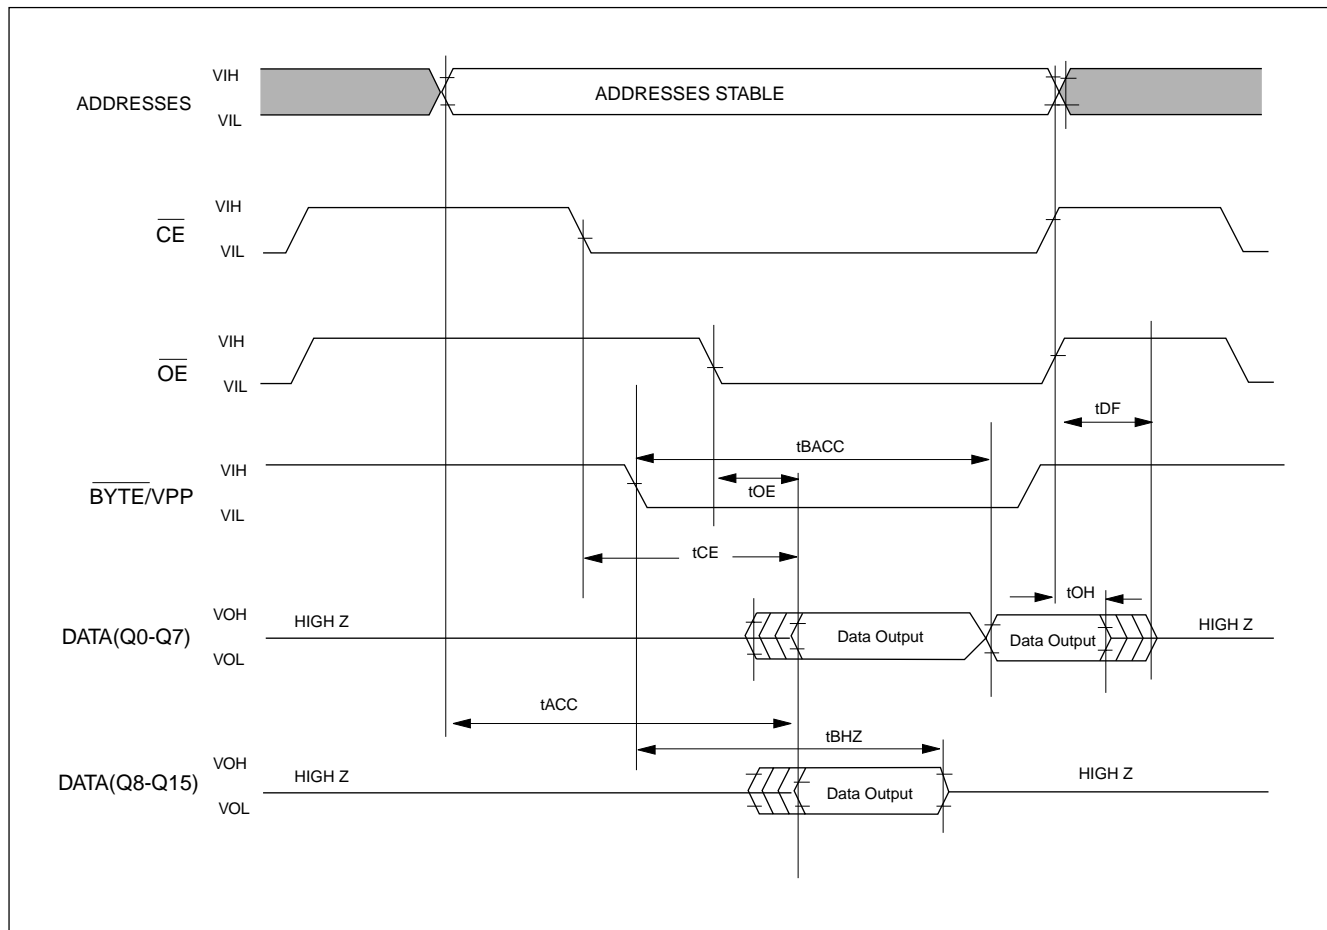 VIH
ADDRESSES STABLE
ADDRESSES
VIL
VIH
CE
VIL
VIH
OE
VIL
tDF
tBACC
VIH
tOE
BYTE/VPP
VIL
tCE
tOH
VOH
HIGH Z
DATA(Q0-Q7)
Data Output
Data Output
HIGH Z
VOL
tACC
tBHZ
VOH
HIGH Z
HIGH Z
DATA(Q8-Q15)
Data Output
VOL